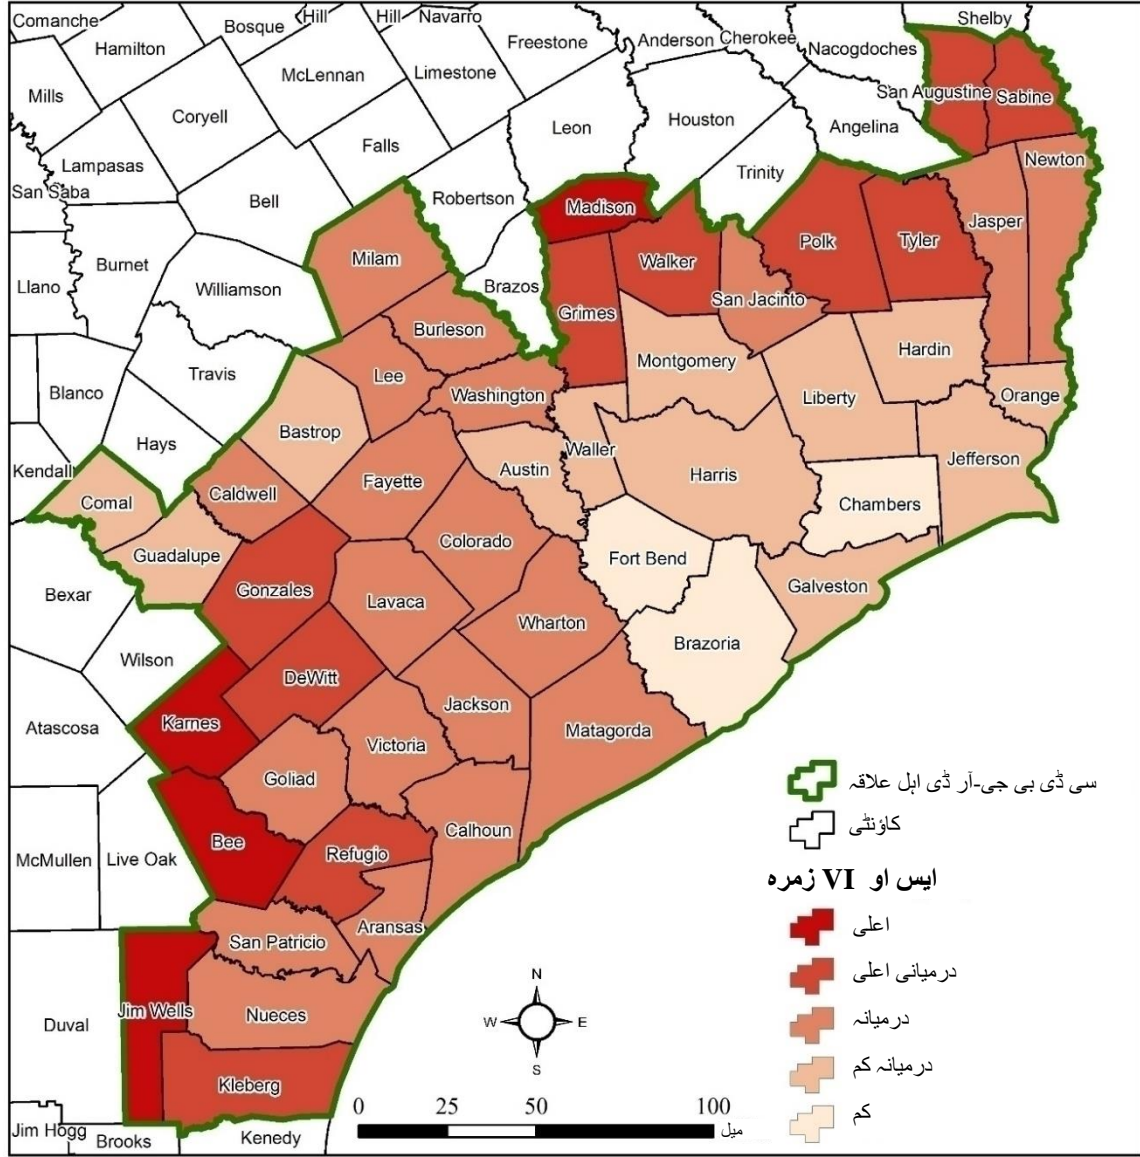 Comanche
Hill
Hill
Navarro
Shelby
Bosque
Hamilton
Freestone
Anderson
Cherokee
Nacogdoches
McLennan
Limestone
Mills
San Augustine
Sabine
Coryell
Houston
Leon
Angelina
Falls
Lampasas
Newton
Trinity
San Saba
Bell
Robertson
Madison
Jasper
Polk
Tyler
Milam
Walker
Burnet
Llano
Williamson
Brazos
San Jacinto
Grimes
Burleson
Hardin
Montgomery
Travis
Lee
Blanco
Washington
Liberty
Orange
Bastrop
Hays
Waller
Jefferson
Kendall
Austin
Harris
Fayette
Caldwell
Comal
Chambers
Colorado
Guadalupe
Fort Bend
Galveston
Gonzales
Bexar
Lavaca
Wharton
Brazoria
Wilson
DeWitt
Jackson
Karnes
Atascosa
Matagorda
Victoria
Goliad
سی ڈی بی جی-آر ڈی اہل علاقہ
Calhoun
کاؤنٹی
Bee
Refugio
McMullen
Live Oak
ایس او VI زمرہ
Aransas
اعلی
San Patricio
درمیانی اعلی
Jim Wells
Nueces
Duval
N
W E
S
درمیانہ
درمیانہ کم
Kleberg
کم
0 25 50 100
میل
Jim Hogg
Brooks
Kenedy